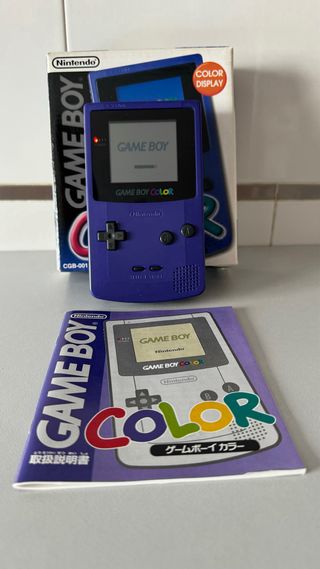 Nintendo
GAME BOY
COLOR
DISPLAY
CGB-001
GAME BOY
GAME BOY COLOR
Nintendo
Nintendo
GAME BOY
COLOR
ゲームボーイ カラー
取扱説明書
GAME BOY
Nintendo
GAME BOY COLOR
Nintendo
B A